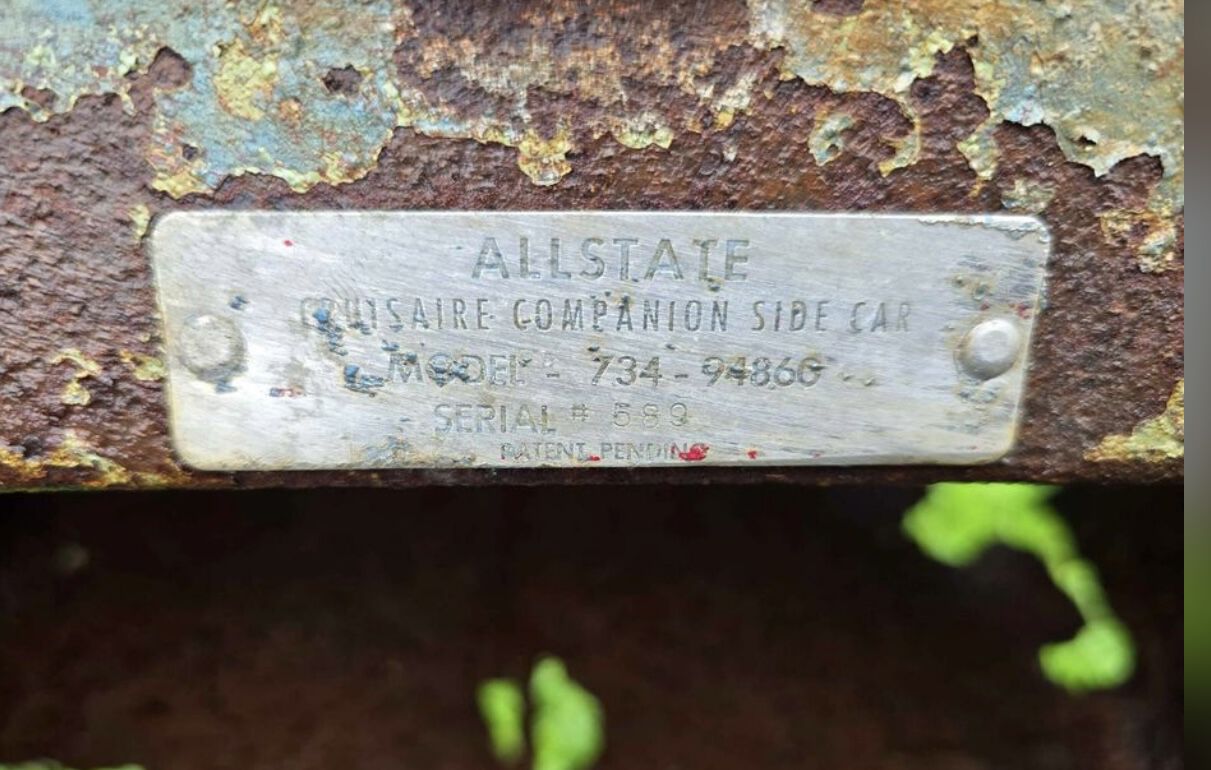 ALLSTATE
CRUISAIRE COMPANION SIDE CAR
MODEL - 734-94860
SERIAL # 589
PATENT PENDING